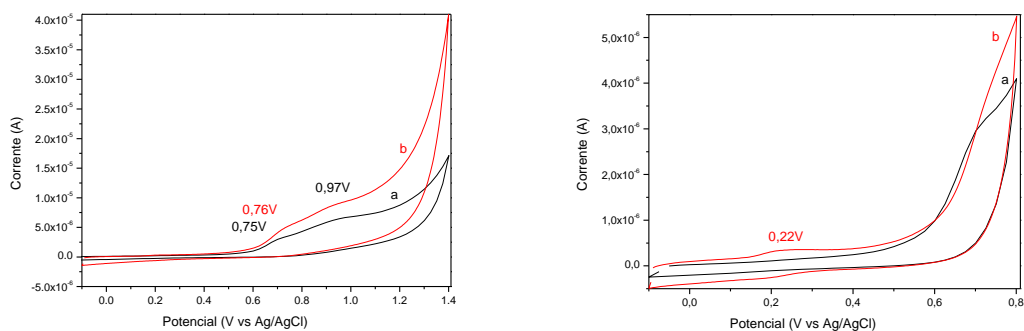 4.0x10⁻⁵
3.5x10⁻⁵
3.0x10⁻⁵
2.5x10⁻⁵
2.0x10⁻⁵
1.5x10⁻⁵
1.0x10⁻⁵
5.0x10⁻⁶
0.0
-5.0x10⁻⁶
Corrente (A)
b
a
0,97V
0,76V
0,75V
0.0 0.2 0.4 0.6 0.8 1.0 1.2 1.4
Potencial (V vs Ag/AgCl)
5,0x10⁻⁶
4,0x10⁻⁶
3,0x10⁻⁶
2,0x10⁻⁶
1,0x10⁻⁶
0,0
Corrente (A)
b
a
0,22V
0,0 0,2 0,4 0,6 0,8
Potencial (V vs Ag/AgCl)